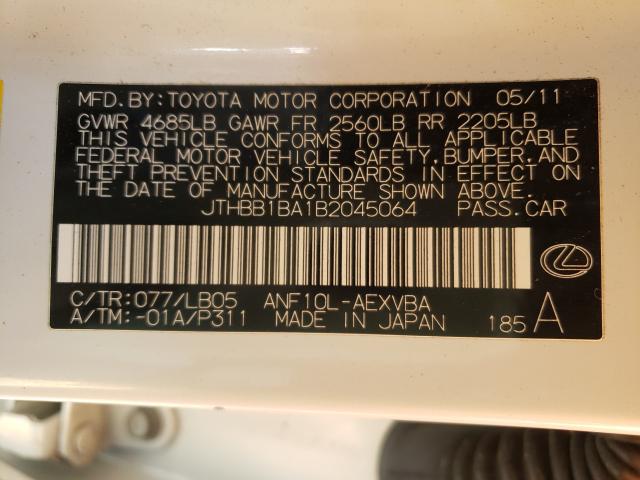 MFD. BY: TOYOTA MOTOR CORPORATION 05/11
GVWR 4685LB GAWR FR 2560LB RR 2205LB
THIS VEHICLE CONFORMS TO ALL APPLICABLE
FEDERAL MOTOR VEHICLE SAFETY, BUMPER, AND
THEFT PREVENTION STANDARDS IN EFFECT ON
THE DATE OF MANUFACTURE SHOWN ABOVE.
JTHBB1BA1B2045064 PASS. CAR
C/TR: 077/LB05 ANF10L-AEXVBA
A/TM: -01A/P311 MADE IN JAPAN 185 A